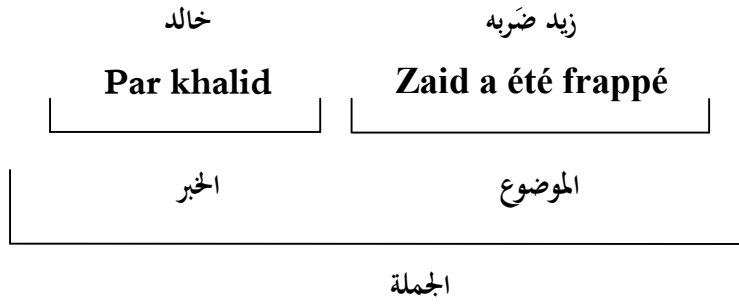 زيد ضَربه خالد
Zaid a été frappé Par khalid
الموضوع الخبر
الجملة